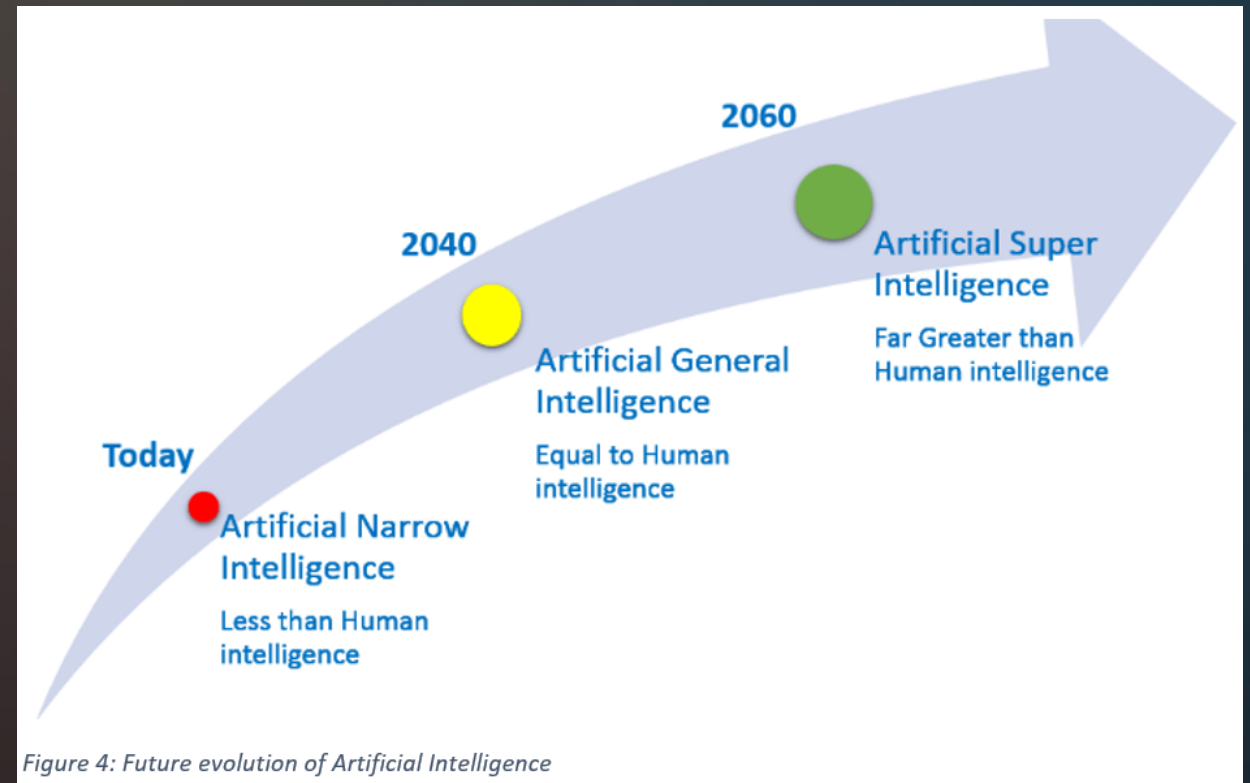 2060
Artificial Super
Intelligence
Far Greater than
Human intelligence
2040
Artificial General
Intelligence
Equal to Human
intelligence
Today
Artificial Narrow
Intelligence
Less than Human
intelligence
Figure 4: Future evolution of Artificial Intelligence